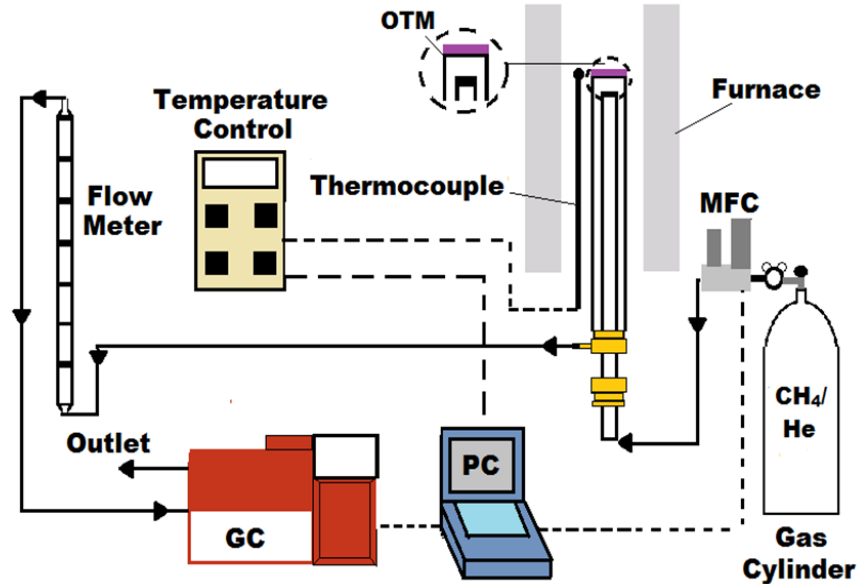 OTM
Temperature
Control
Furnace
Thermocouple
Flow
Meter
MFC
CH₄/
He
Outlet
PC
GC
Gas
Cylinder